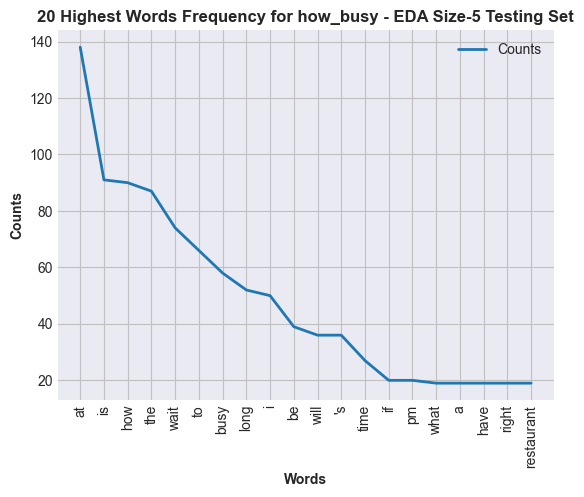 20 Highest Words Frequency for how_busy - EDA Size-5 Testing Set
Counts
140
120
100
80
60
40
20
Counts
at
is
how
the
wait
to
busy
long
i
be
will
's
time
if
pm
what
a
have
right
restaurant
Words